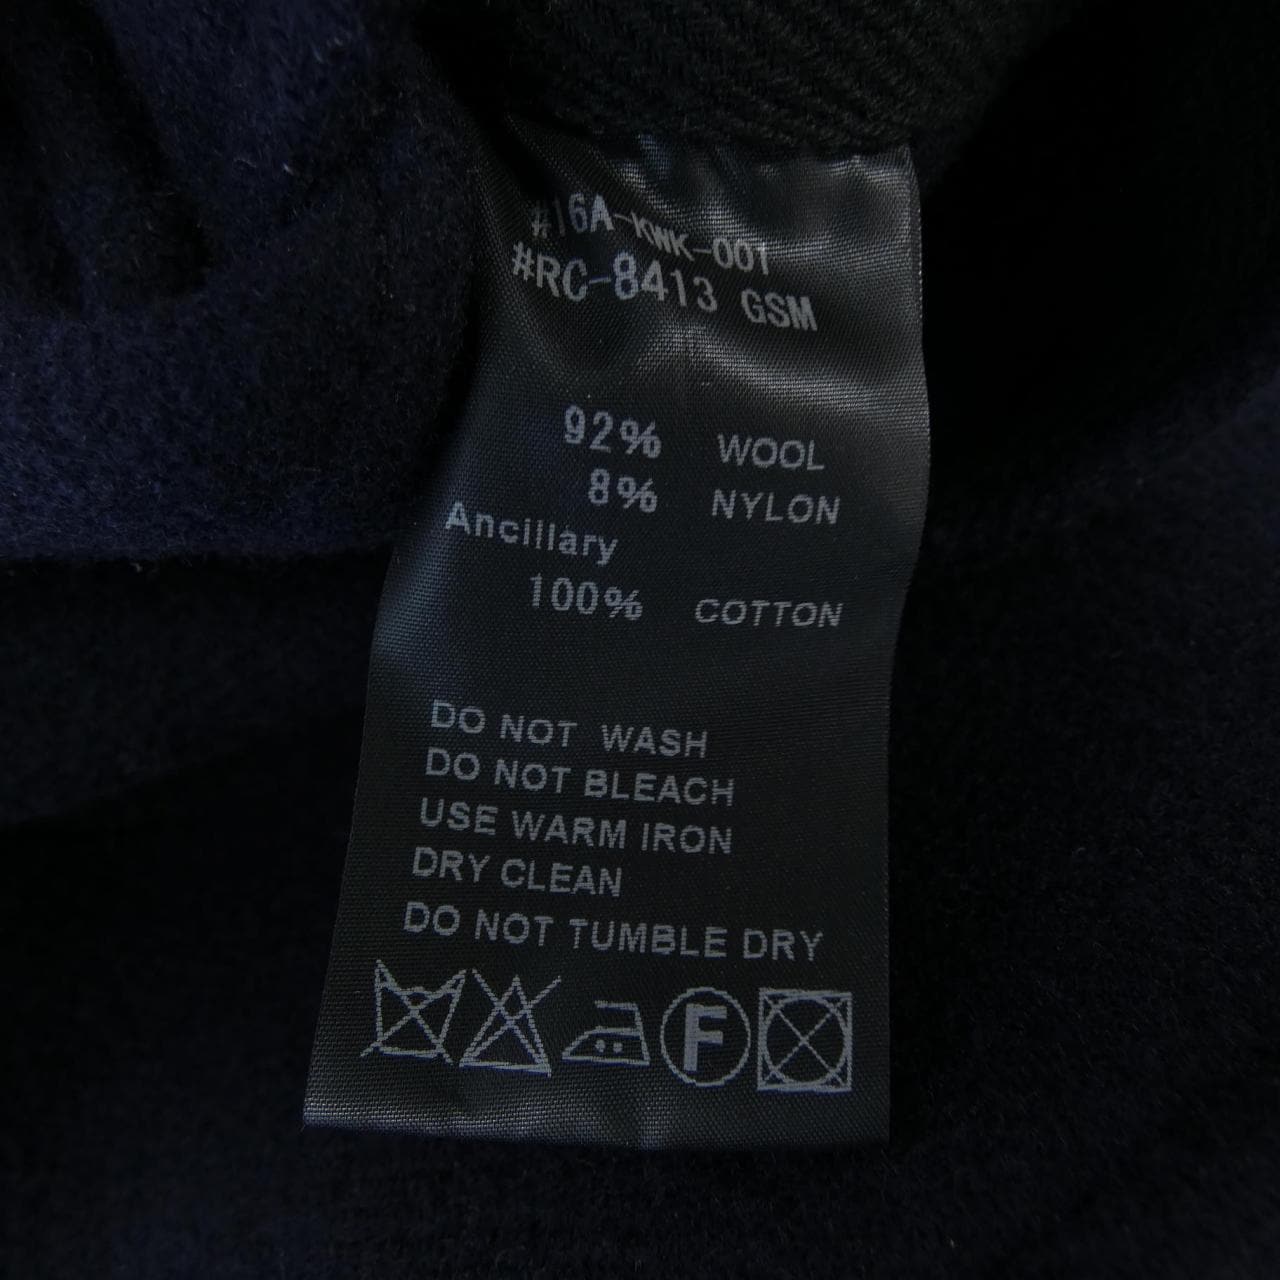 #16A-KWK-001
#RC-8413 GSM
92% WOOL
8% NYLON
Ancillary
100% COTTON
DO NOT WASH
DO NOT BLEACH
USE WARM IRON
DRY CLEAN
DO NOT TUMBLE DRY
F